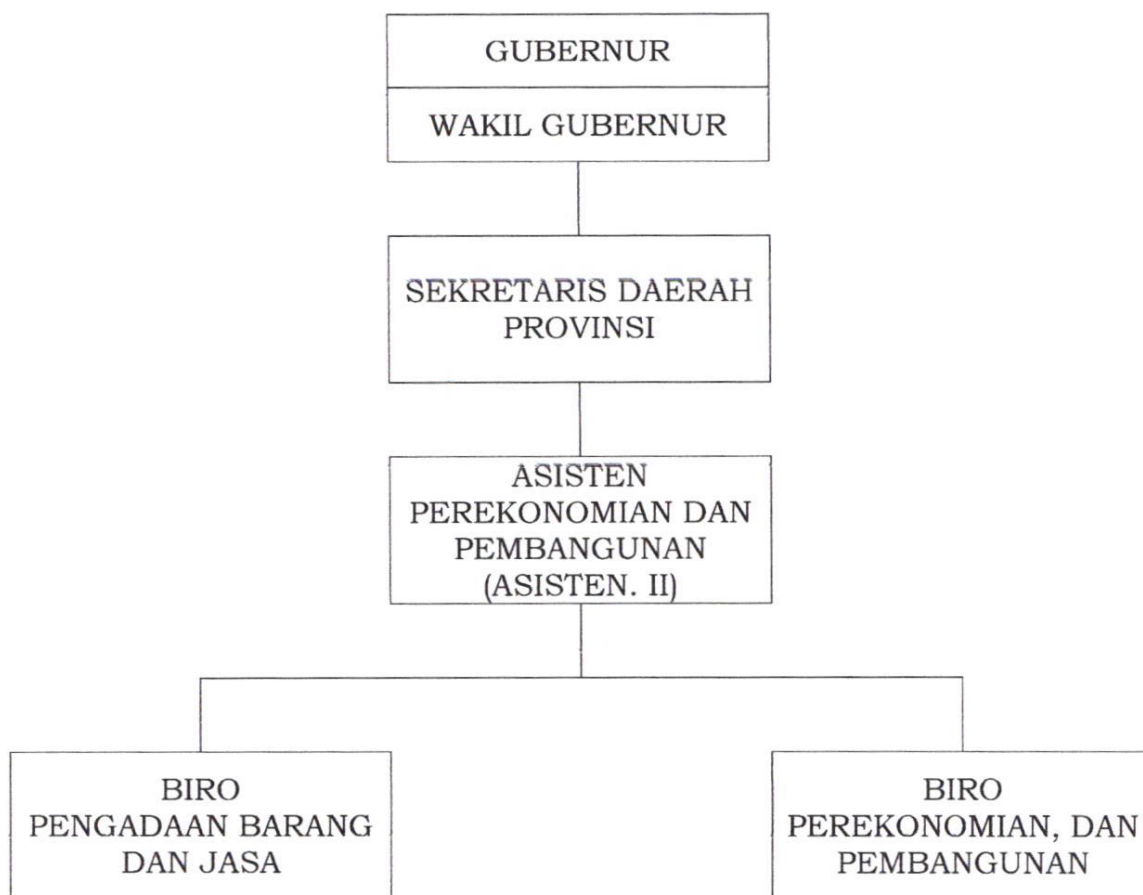 GUBERNUR
WAKIL GUBERNUR
SEKRETARIS DAERAH
PROVINSI
ASISTEN
PEREKONOMIAN DAN
PEMBANGUNAN
(ASISTEN. II)
BIRO
PENGADAAN BARANG
DAN JASA
BIRO
PEREKONOMIAN, DAN
PEMBANGUNAN